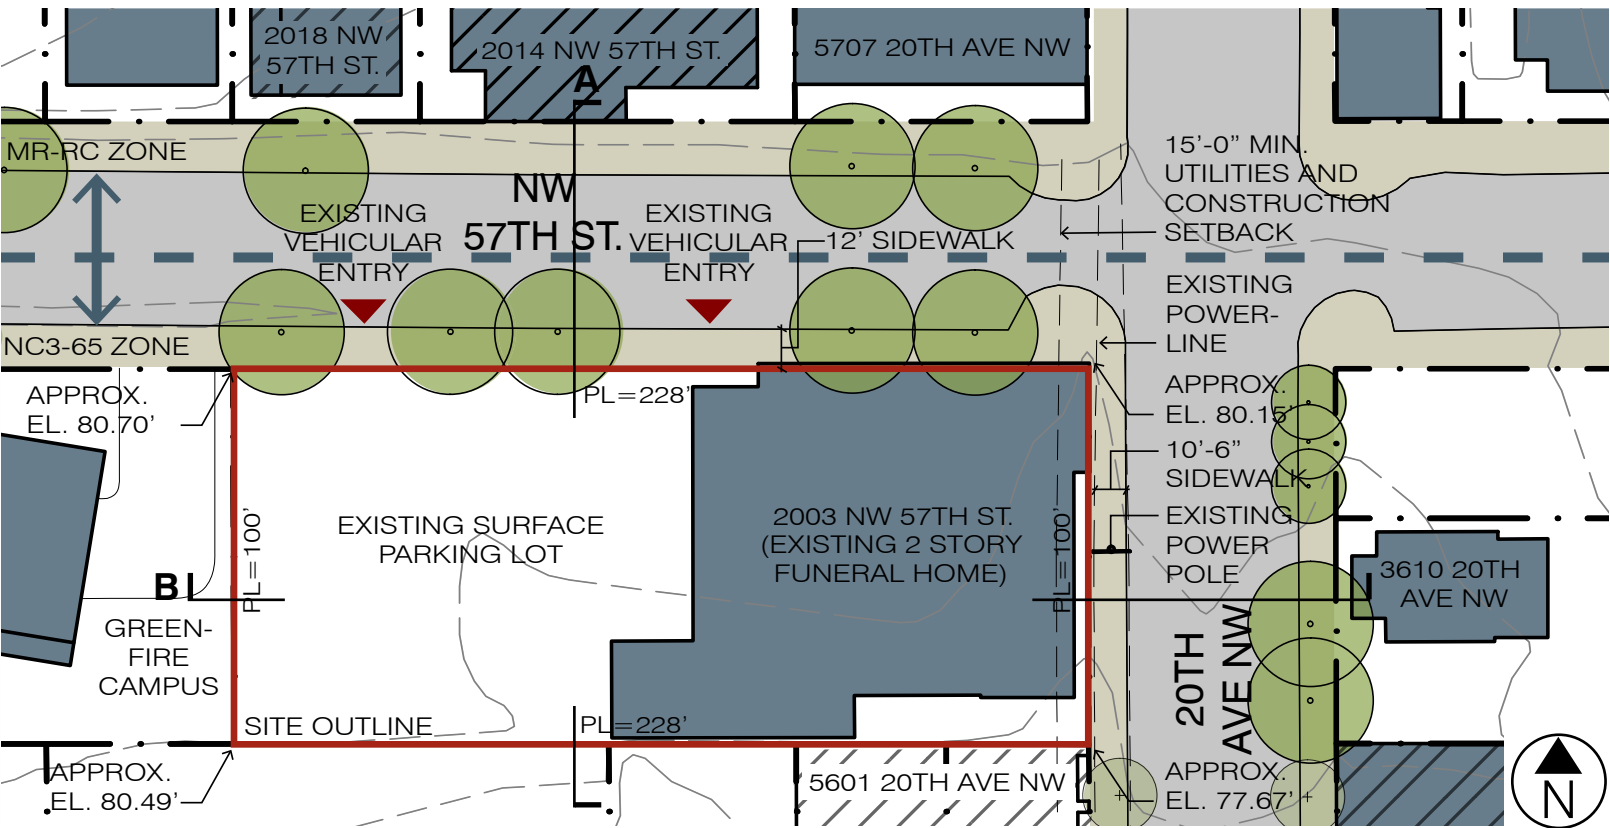 2018 NW
57TH ST.
2014 NW 57TH ST.
5707 20TH AVE NW
A
MR-RC ZONE
NW
57TH ST.
EXISTING
VEHICULAR
ENTRY
EXISTING
VEHICULAR
ENTRY
12' SIDEWALK
15'-0" MIN.
UTILITIES AND
CONSTRUCTION
SETBACK
EXISTING
POWER-
LINE
NC3-65 ZONE
APPROX.
EL. 80.70'
PL=228'
APPROX.
EL. 80.15'
10'-6"
SIDEWALK
EXISTING
POWER
POLE
EXISTING SURFACE
PARKING LOT
2003 NW 57TH ST.
(EXISTING 2 STORY
FUNERAL HOME)
PL=100'
PL=100'
B
3610 20TH
AVE NW
GREEN-
FIRE
CAMPUS
20TH
AVE NW
SITE OUTLINE
PL=228'
APPROX.
EL. 80.49'
5601 20TH AVE NW
APPROX.
EL. 77.67'
N